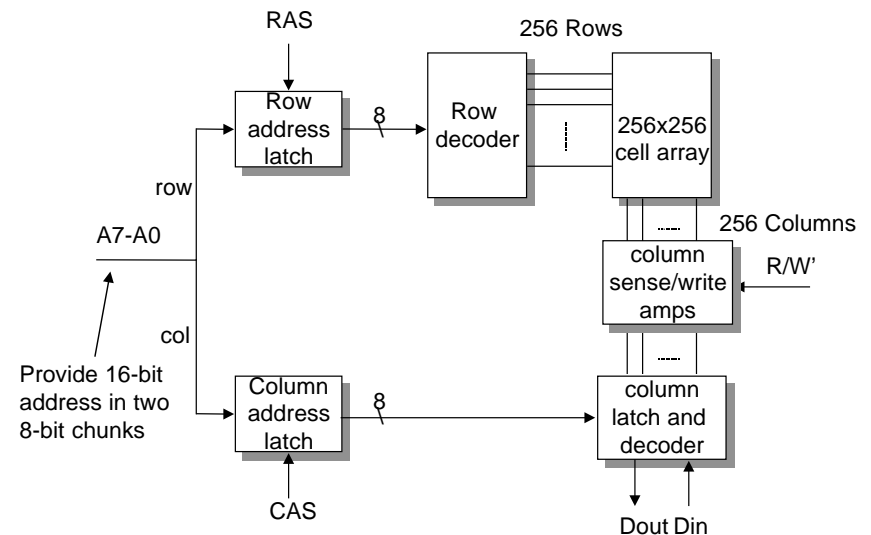 RAS
256 Rows
Row
address
latch
8
Row
decoder
256x256
cell array
row
A7-A0
256 Columns
column
sense/write
amps
R/W’
col
Provide 16-bit
address in two
8-bit chunks
Column
address
latch
8
column
latch and
decoder
CAS
Dout Din